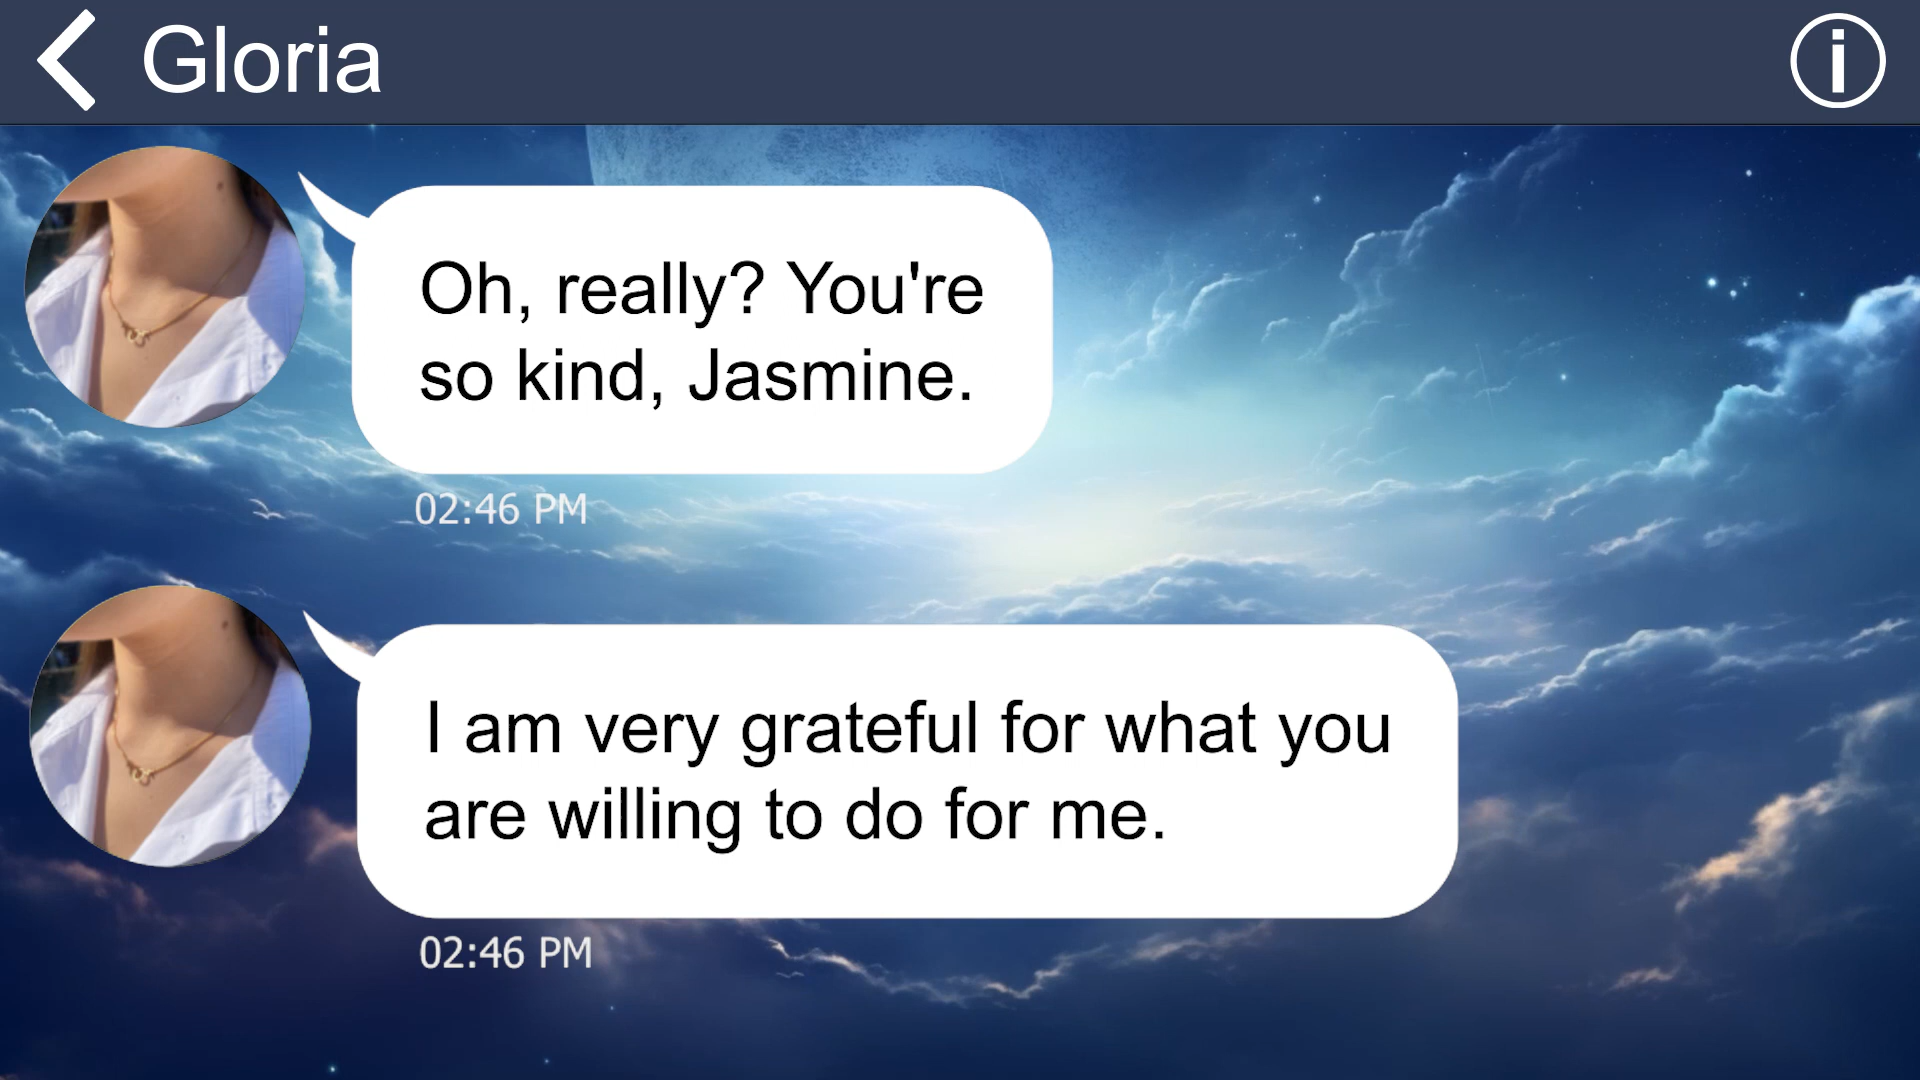 Gloria
Oh, really? You're
so kind, Jasmine.
02:46 PM
I am very grateful for what you
are willing to do for me.
02:46 PM